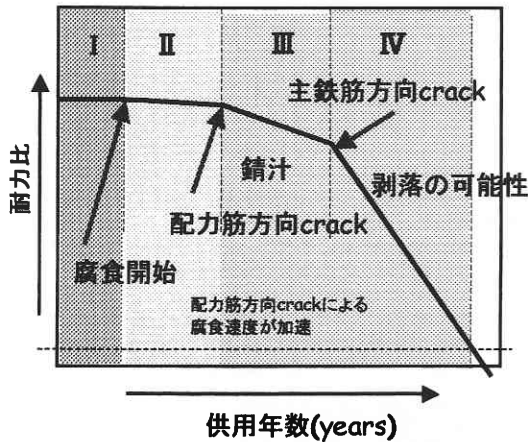 I
II
III
IV
主鉄筋方向crack
錆汁
剥落の可能性
配力筋方向crack
腐食開始
配力筋方向crackによる
腐食速度が加速
耐力比
供用年数(years)